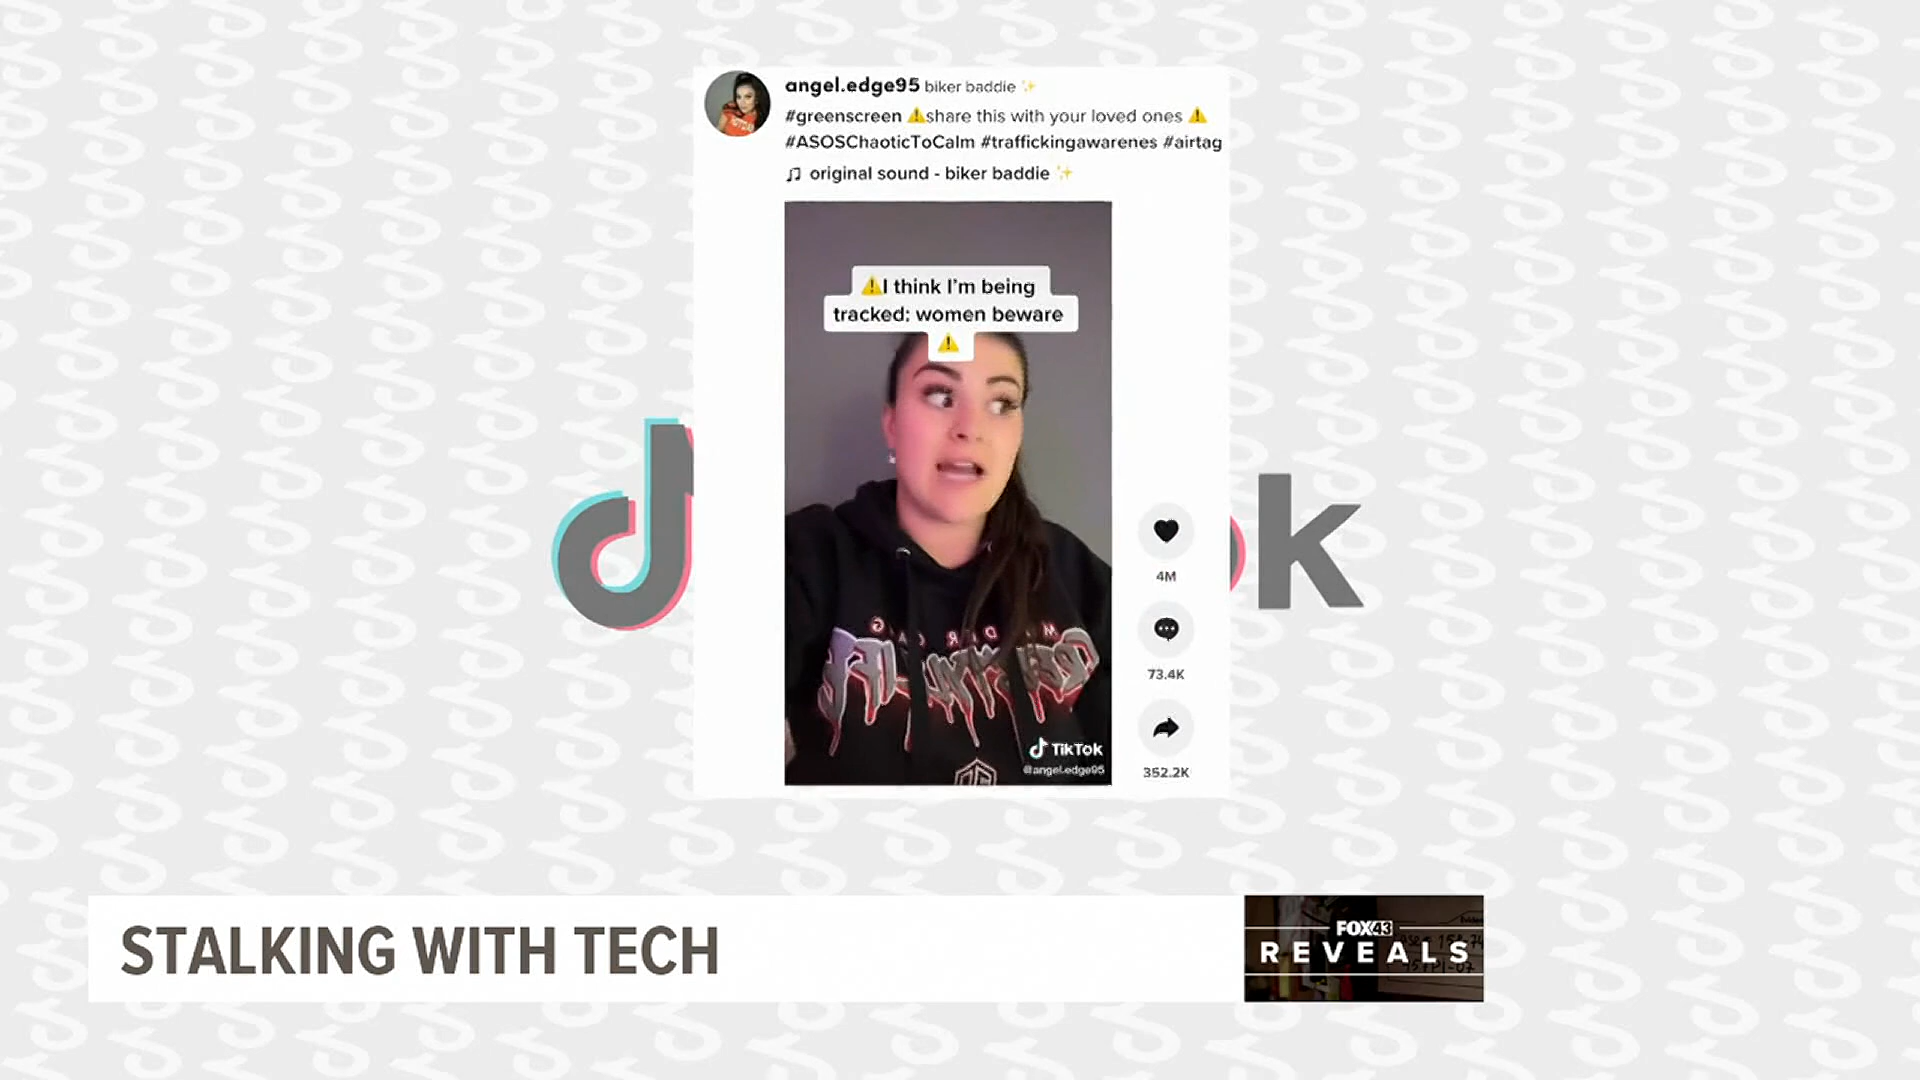 angel.edge95 biker baddie ✨
#greenscreen ⚠️share this with your loved ones ⚠️
#ASOSChaoticToCalm #traffickingawarenes #airtag
♫ original sound - biker baddie ✨
⚠️I think I'm being
tracked: women beware
⚠️
4M
73.4K
352.2K
TikTok
@angel.edge95
k
STALKING WITH TECH
FOX43
REVEALS